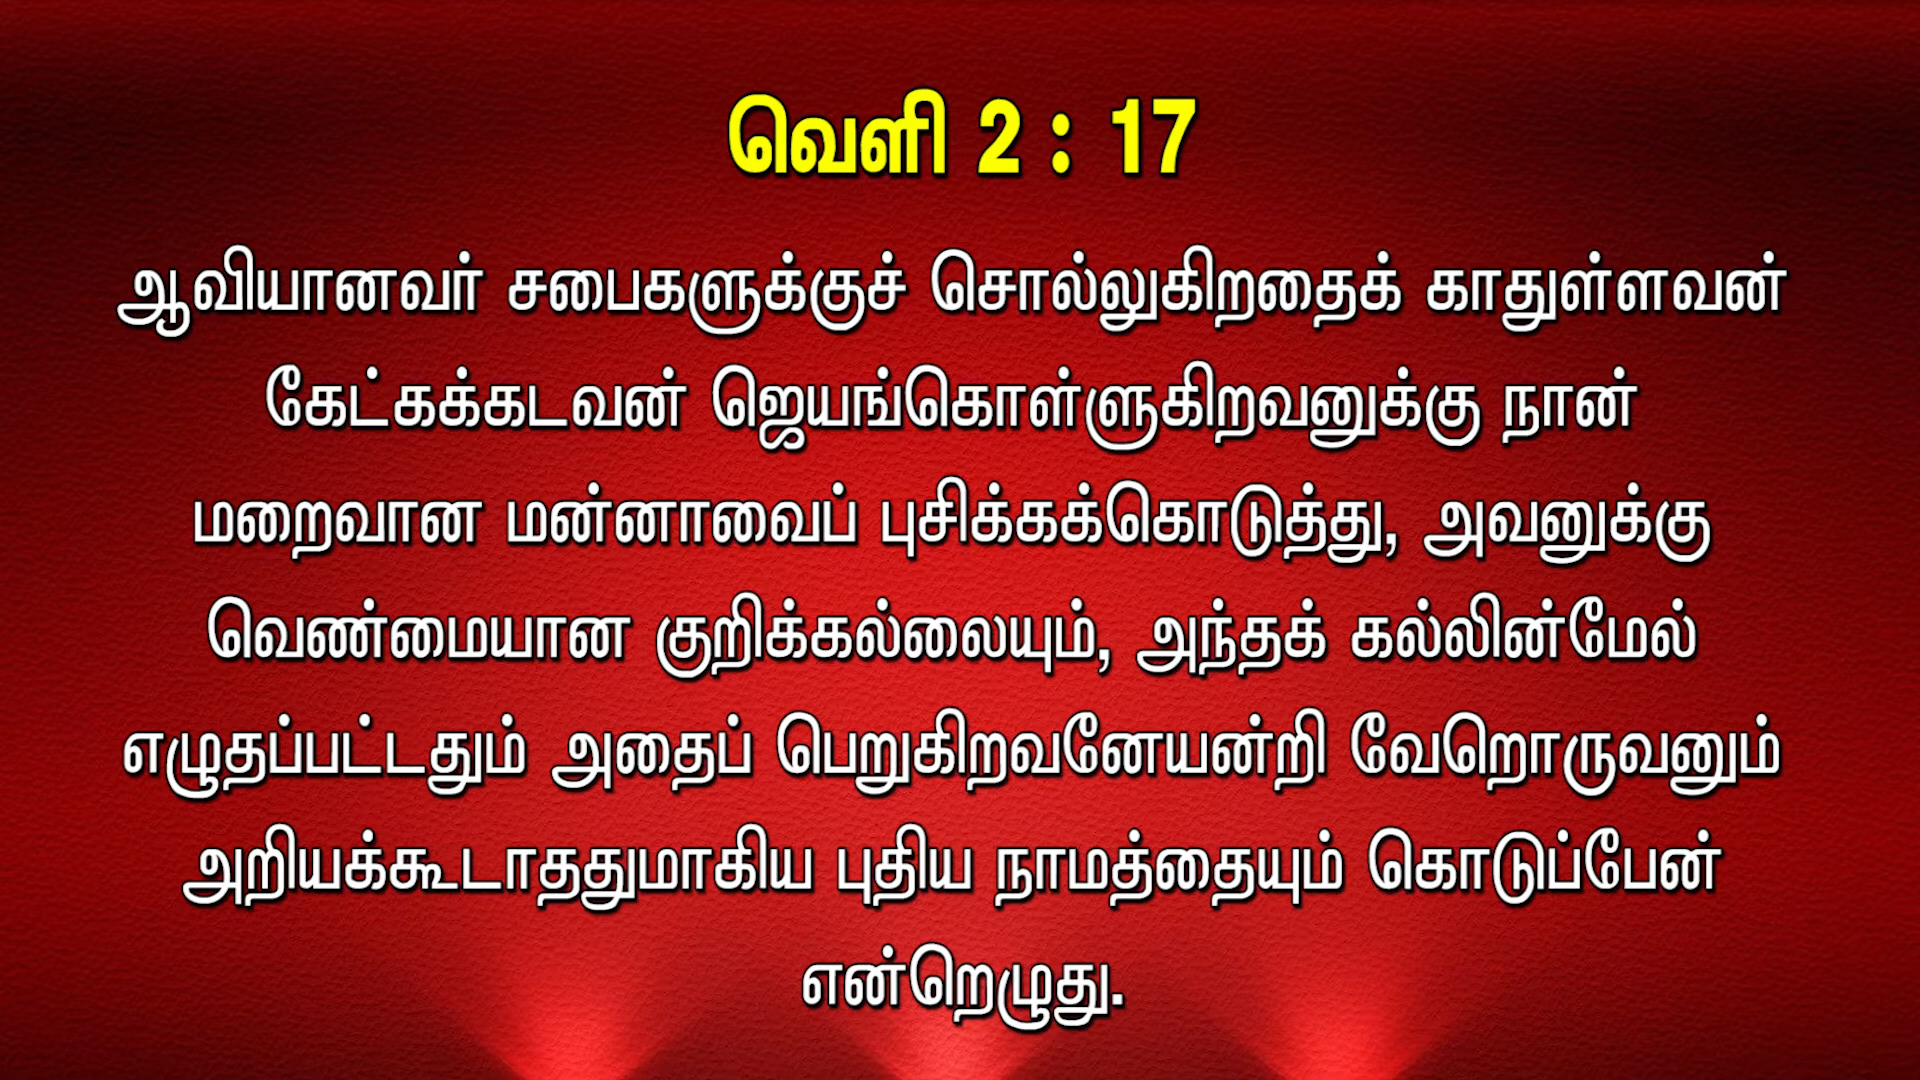 வெளி 2 : 17
ஆவியானவர் சபைகளுக்குச் சொல்லுகிறதைக் காதுள்ளவன்
கேட்கக்கடவன் ஜெயங்கொள்ளுகிறவனுக்கு நான்
மறைவான மன்னாவைப் புசிக்கக்கொடுத்து, அவனுக்கு
வெண்மையான குறிக்கல்லையும், அந்தக் கல்லின்மேல்
எழுதப்பட்டதும் அதைப் பெறுகிறவனேயன்றி வேறொருவனும்
அறியக்கூடாததுமாகிய புதிய நாமத்தையும் கொடுப்பேன்
என்றெழுது.